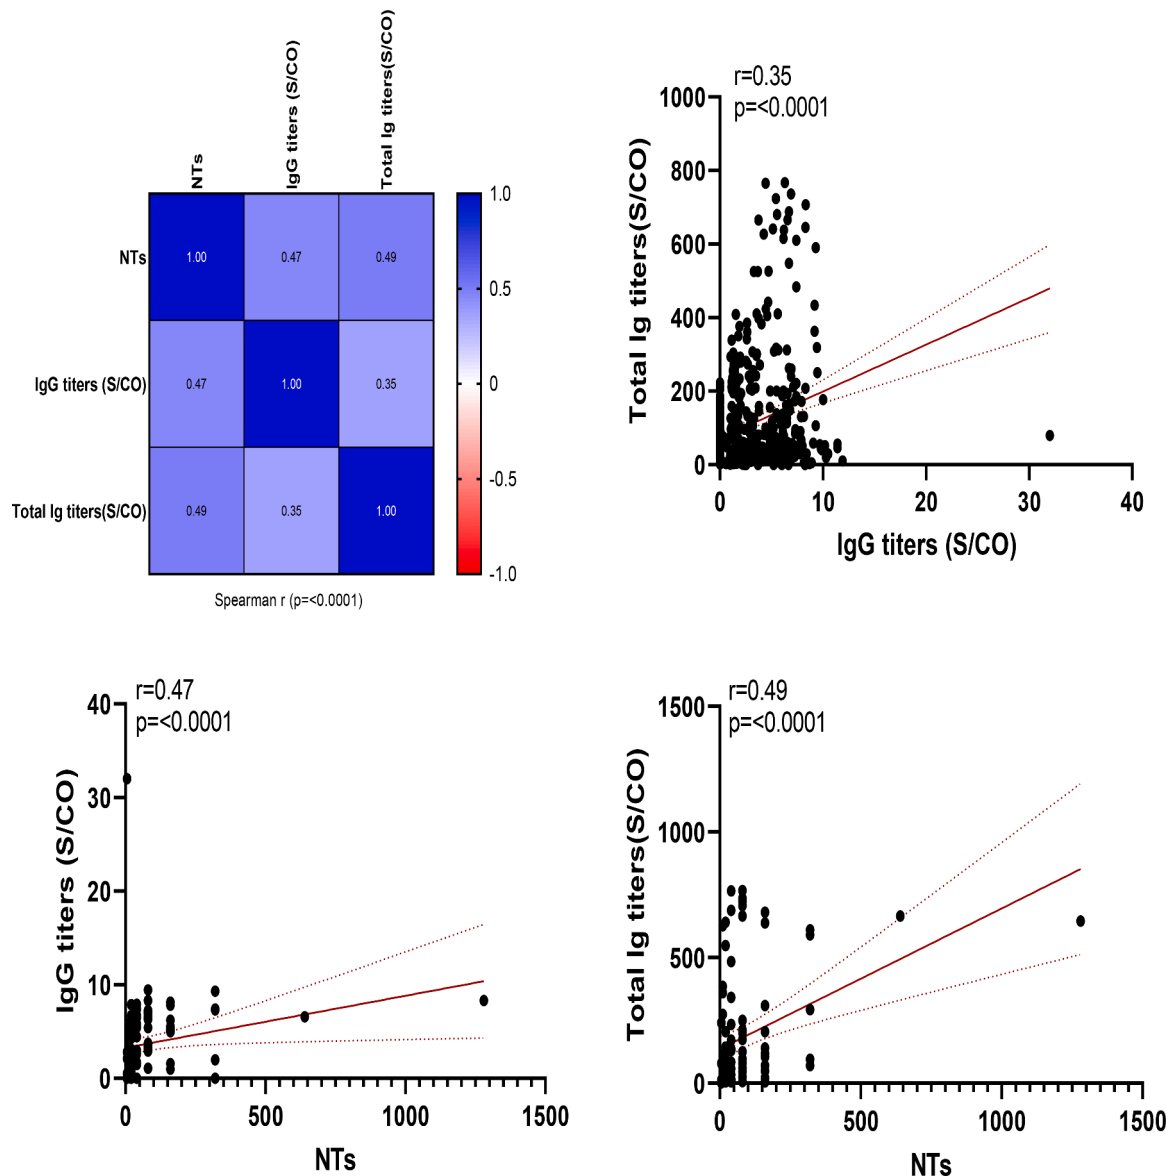 NTs
IgG titers (S/CO)
Total Ig titers(S/CO)
NTs
1.00
0.47
0.49
IgG titers (S/CO)
0.47
1.00
0.35
Total Ig titers(S/CO)
0.49
0.35
1.00
1.0
0.5
0
-0.5
-1.0
Spearman r (p=<0.0001)
r=0.35
p=<0.0001
Total Ig titers(S/CO)
1000
800
600
400
200
0
0
10
20
30
40
IgG titers (S/CO)
r=0.47
p=<0.0001
IgG titers (S/CO)
40
30
20
10
0
0
500
1000
1500
NTs
r=0.49
p=<0.0001
Total Ig titers(S/CO)
1500
1000
500
0
0
500
1000
1500
NTs